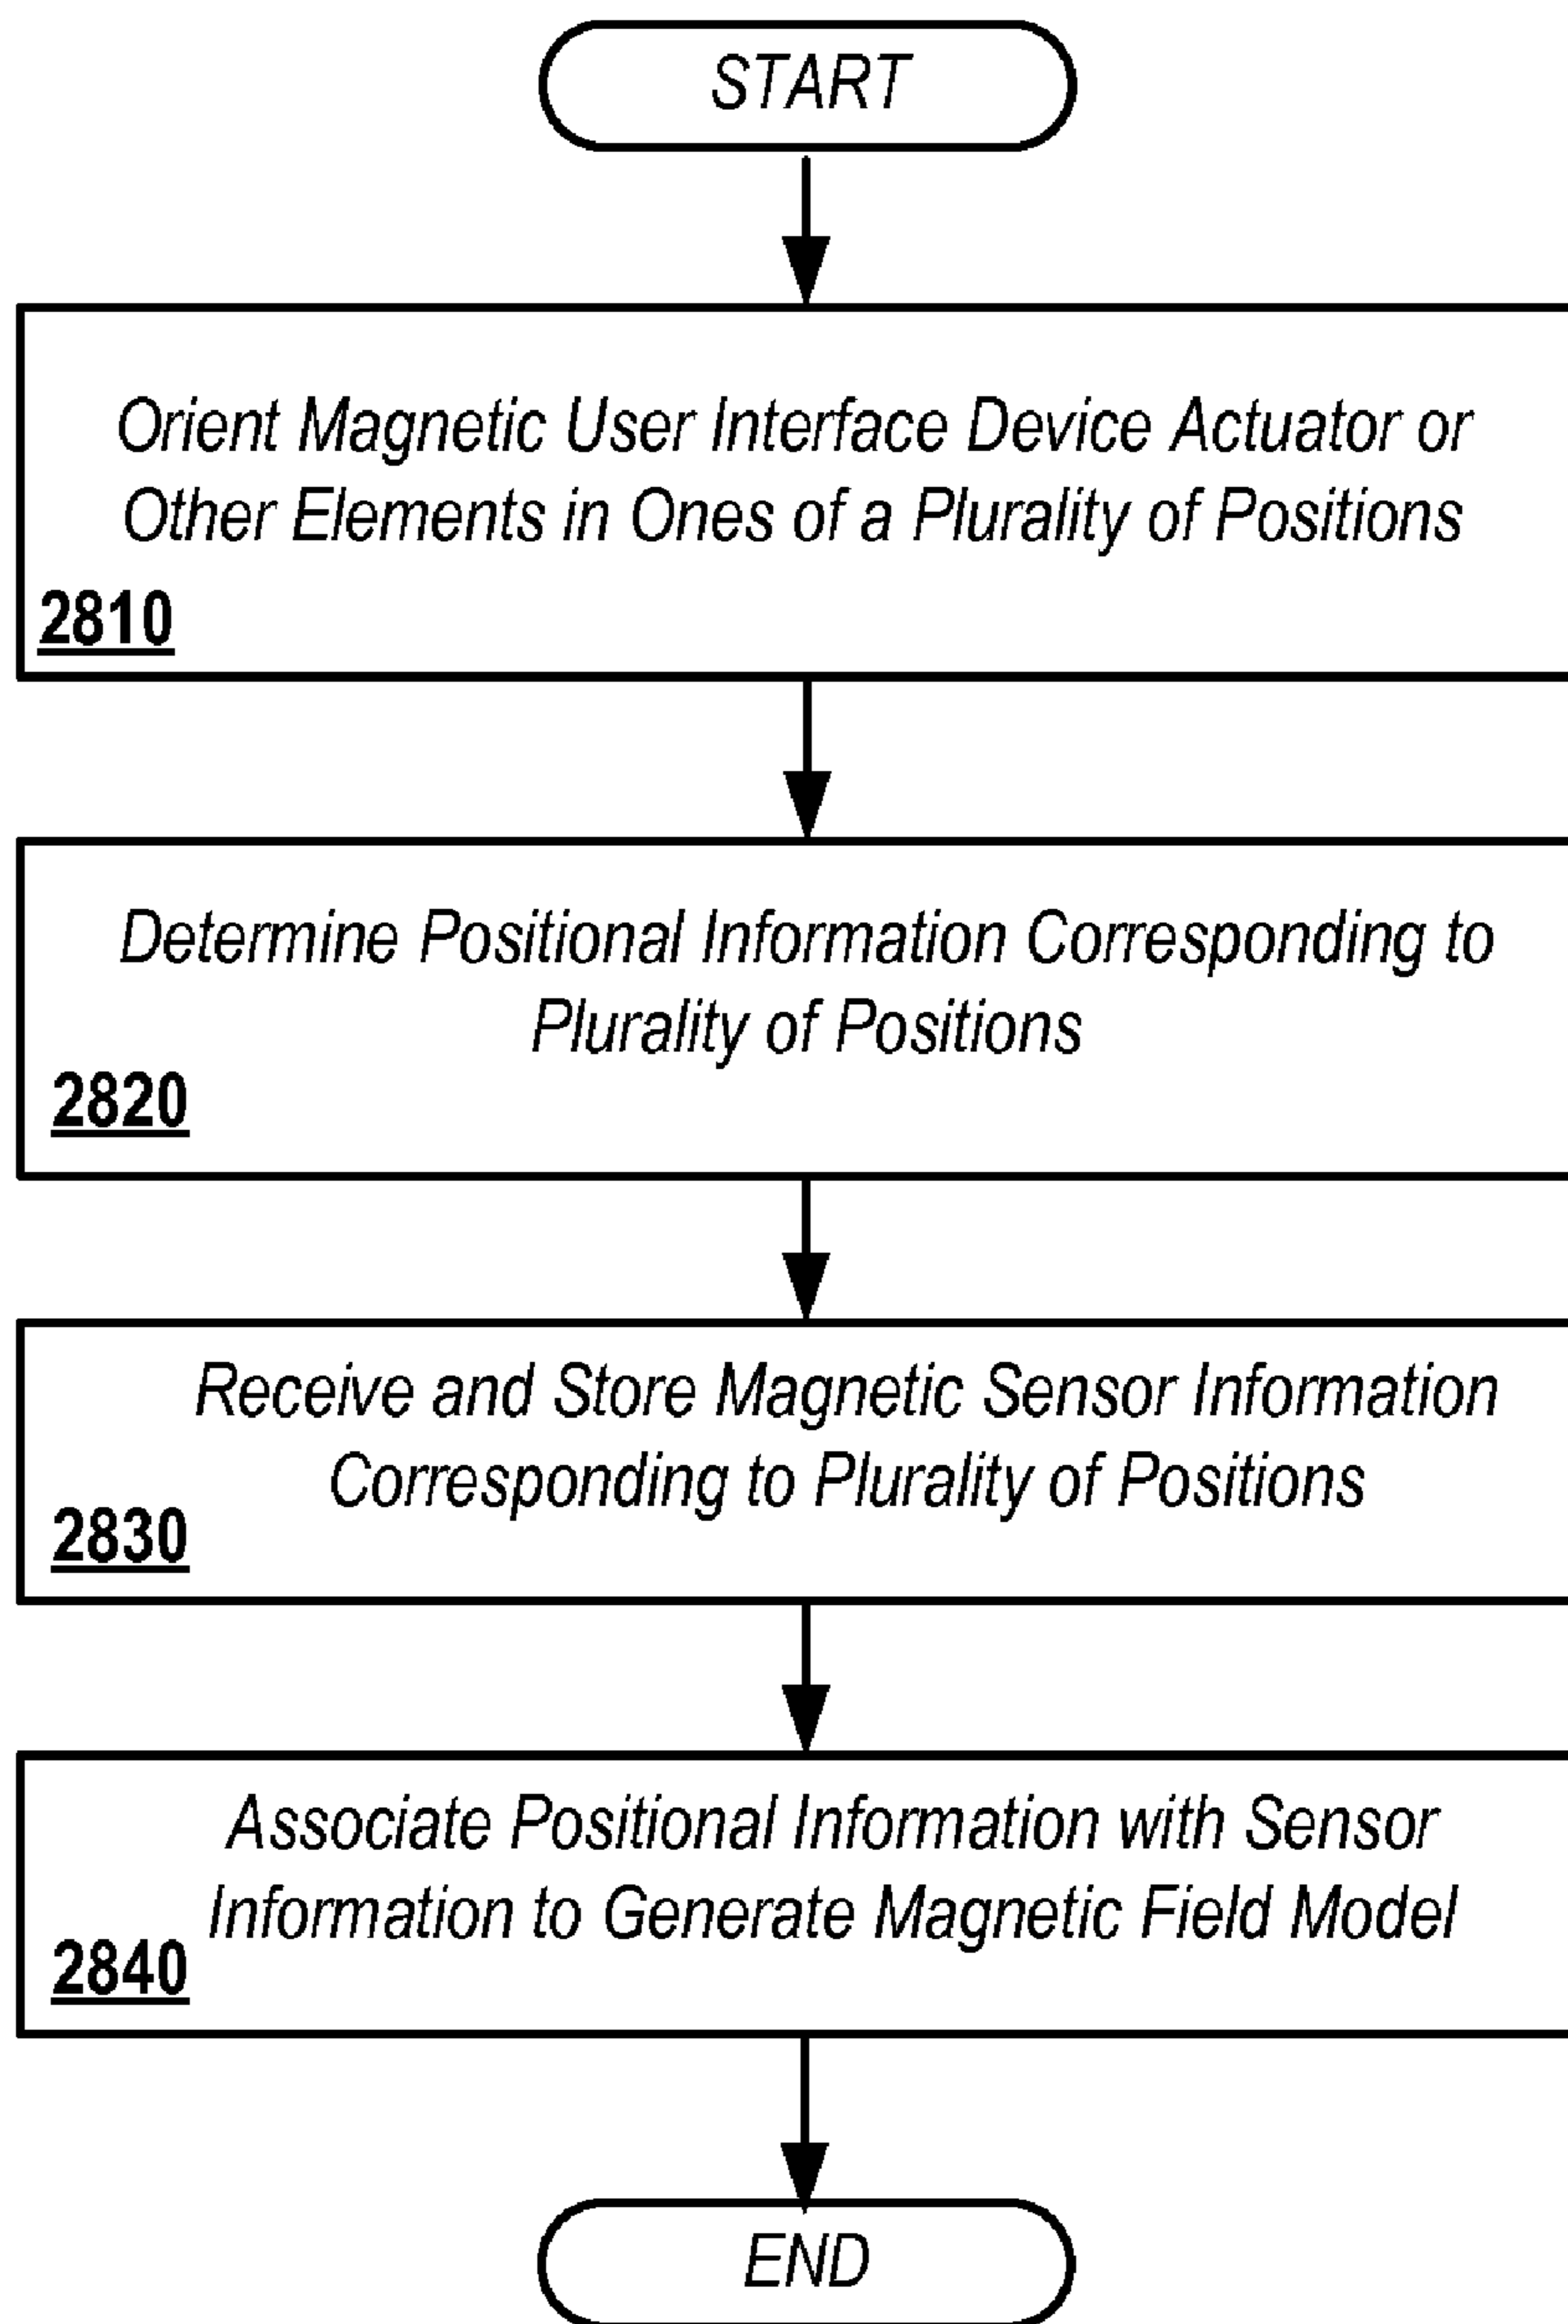 START
Orient Magnetic User Interface Device Actuator or
Other Elements in Ones of a Plurality of Positions
2810
Determine Positional Information Corresponding to
Plurality of Positions
2820
Receive and Store Magnetic Sensor Information
Corresponding to Plurality of Positions
2830
Associate Positional Information with Sensor
Information to Generate Magnetic Field Model
2840
END